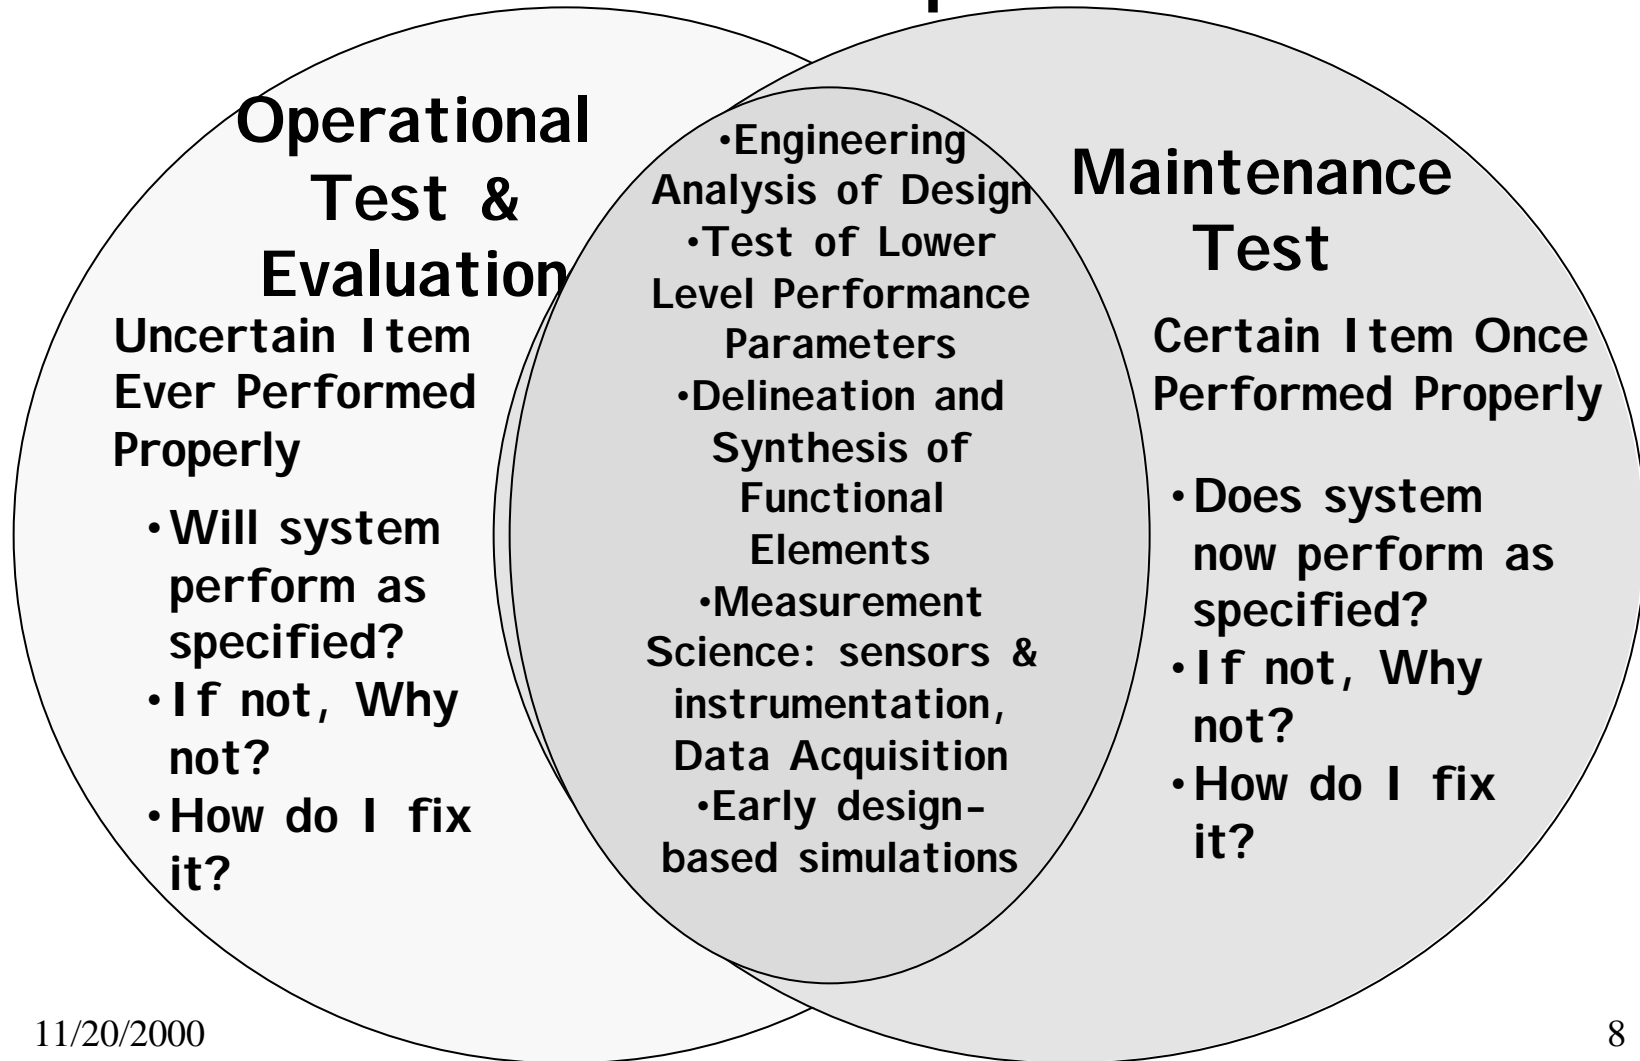 Operational
Test &
Evaluation
Uncertain Item
Ever Performed
Properly
•Will system
perform as
specified?
•If not, Why
not?
•How do I fix
it?
•Engineering
Analysis of Design
•Test of Lower
Level Performance
Parameters
•Delineation and
Synthesis of
Functional
Elements
•Measurement
Science: sensors &
instrumentation,
Data Acquisition
•Early design-
based simulations
Maintenance
Test
Certain Item Once
Performed Properly
•Does system
now perform as
specified?
•If not, Why
not?
•How do I fix
it?
11/20/2000
8